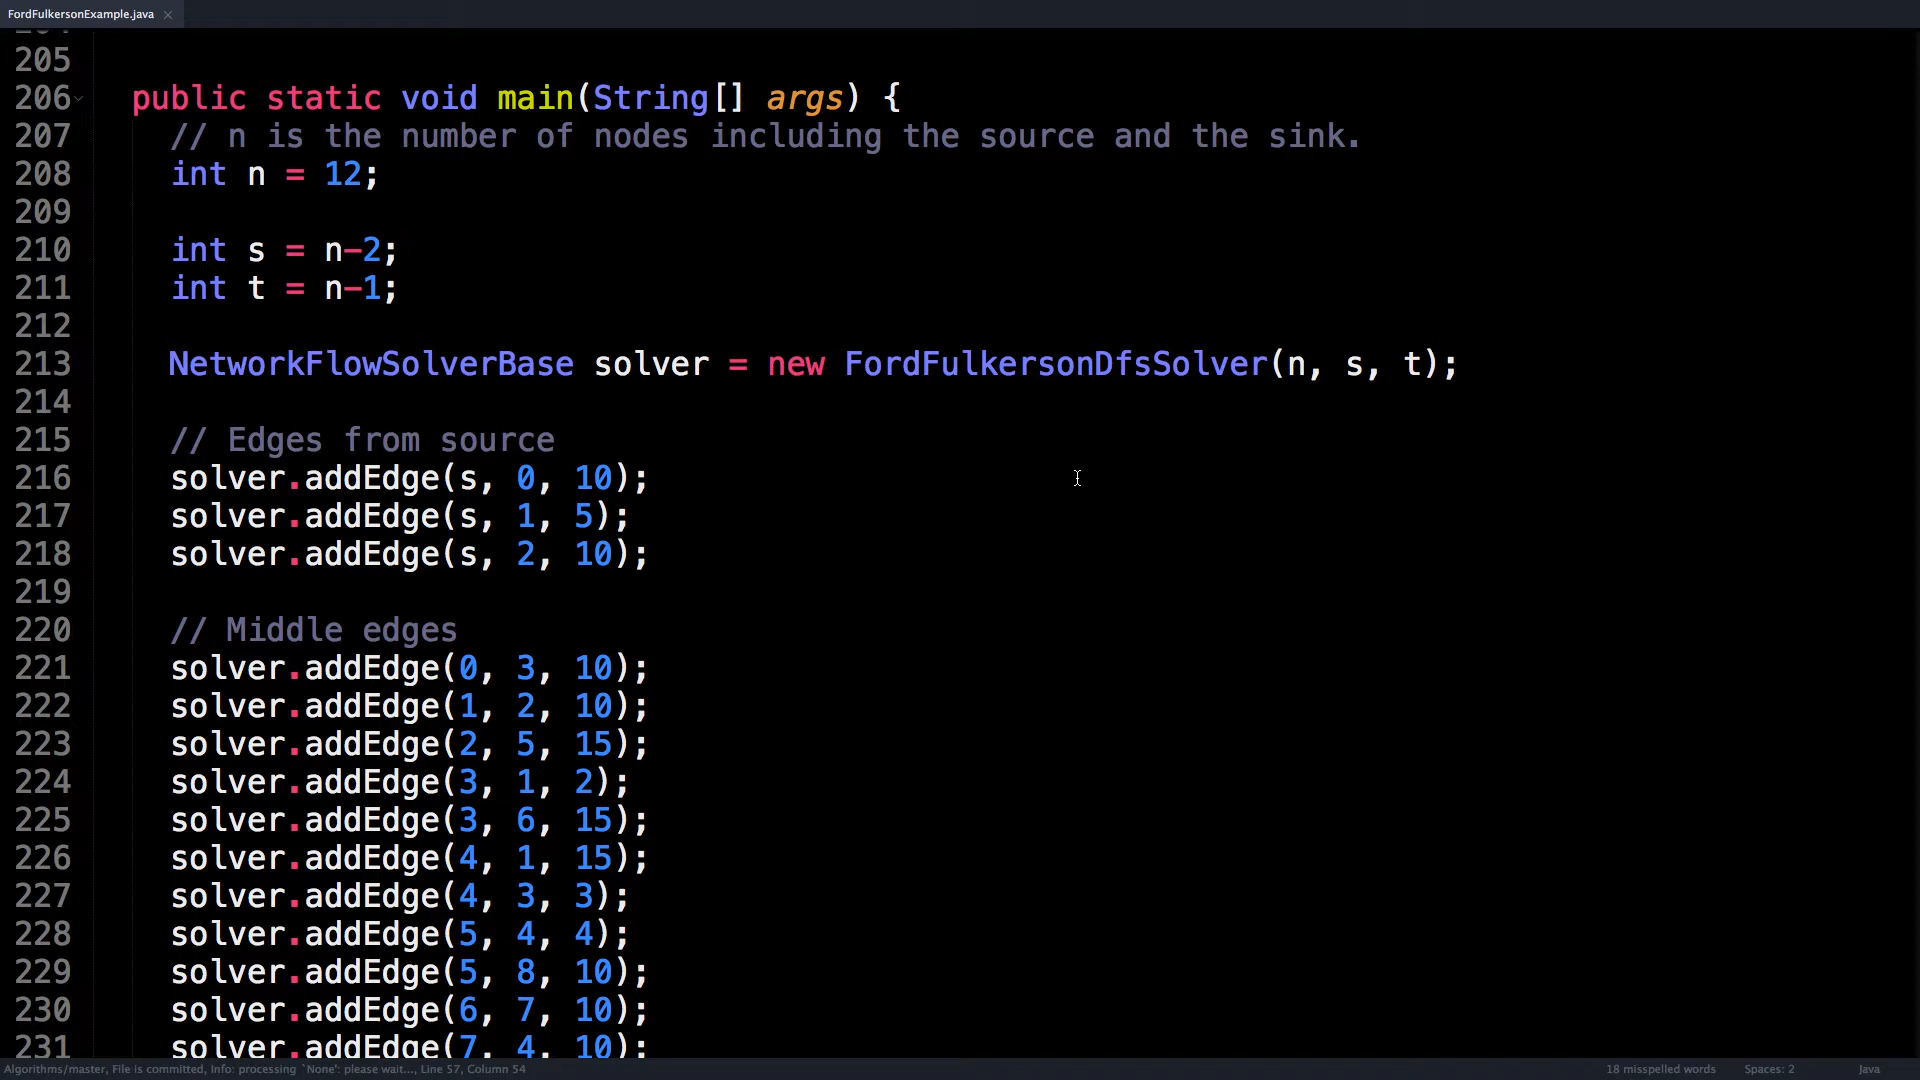 FordFulkersonExample.java ×
205
206 public static void main(String[] args) {
207 // n is the number of nodes including the source and the sink.
208 int n = 12;
209
210 int s = n-2;
211 int t = n-1;
212
213 NetworkFlowSolverBase solver = new FordFulkersonDfsSolver(n, s, t);
214
215 // Edges from source
216 solver.addEdge(s, 0, 10);
217 solver.addEdge(s, 1, 5);
218 solver.addEdge(s, 2, 10);
219
220 // Middle edges
221 solver.addEdge(0, 3, 10);
222 solver.addEdge(1, 2, 10);
223 solver.addEdge(2, 5, 15);
224 solver.addEdge(3, 1, 2);
225 solver.addEdge(3, 6, 15);
226 solver.addEdge(4, 1, 15);
227 solver.addEdge(4, 3, 3);
228 solver.addEdge(5, 4, 4);
229 solver.addEdge(5, 8, 10);
230 solver.addEdge(6, 7, 10);
231 solver.addEdge(7, 4, 10);
Algorithms/master, File is committed, Info: processing `None': please wait..., Line 57, Column 54 18 misspelled words Spaces: 2 Java